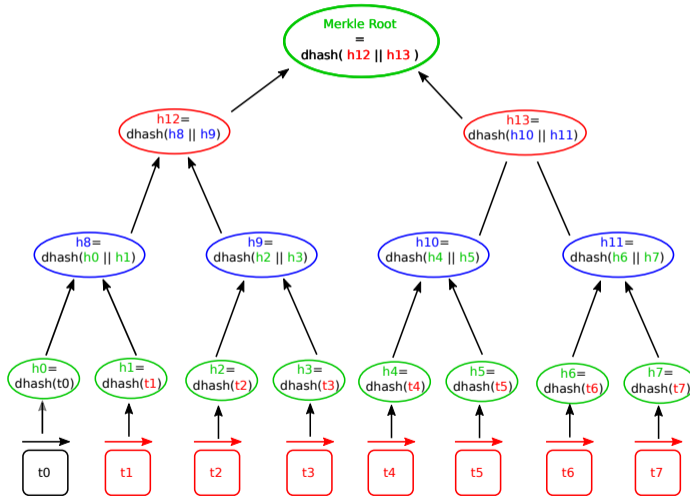 Merkle Root
=
dhash( h12 || h13 )
h12=
dhash(h8 || h9)
h13=
dhash(h10 || h11)
h8=
dhash(h0 || h1)
h9=
dhash(h2 || h3)
h10=
dhash(h4 || h5)
h11=
dhash(h6 || h7)
h0=
dhash(t0)
h1=
dhash(t1)
h2=
dhash(t2)
h3=
dhash(t3)
h4=
dhash(t4)
h5=
dhash(t5)
h6=
dhash(t6)
h7=
dhash(t7)
t0
t1
t2
t3
t4
t5
t6
t7